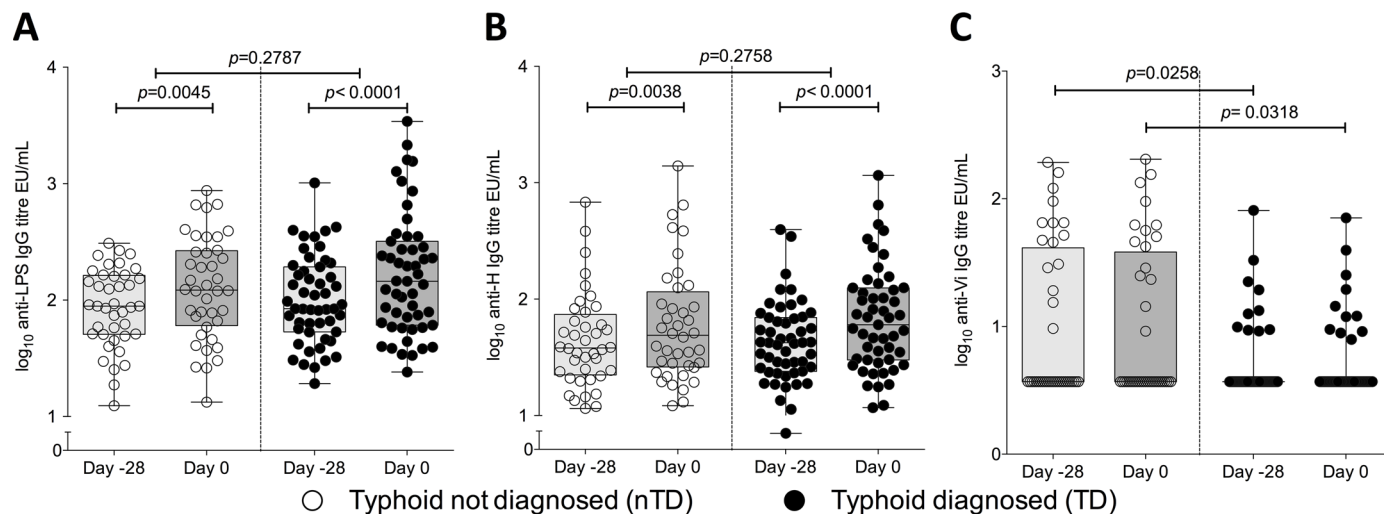 A
p=0.2787
p=0.0045
p< 0.0001
log10 anti-LPS IgG titre EU/mL
4
3
2
1
0
Day -28
Day 0
Day -28
Day 0
B
p=0.2758
p=0.0038
p<0.0001
log10 anti-H IgG titre EU/mL
4
3
2
1
0
Day -28
Day 0
Day -28
Day 0
C
p=0.0258
p= 0.0318
log10 anti-Vi IgG titre EU/mL
3
2
1
0
Day -28
Day 0
Day -28
Day 0
Typhoid not diagnosed (nTD)
Typhoid diagnosed (TD)